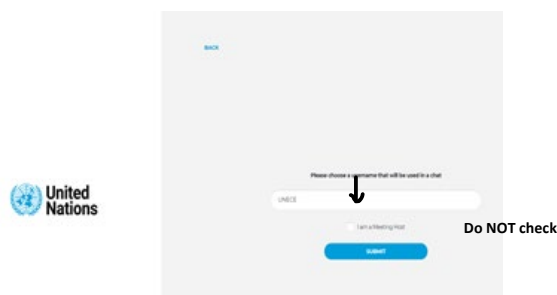 BACK
Please choose a username that will be used in a chat
UNECE
I am a Meeting Host
Do NOT check
SUBMIT
United
Nations